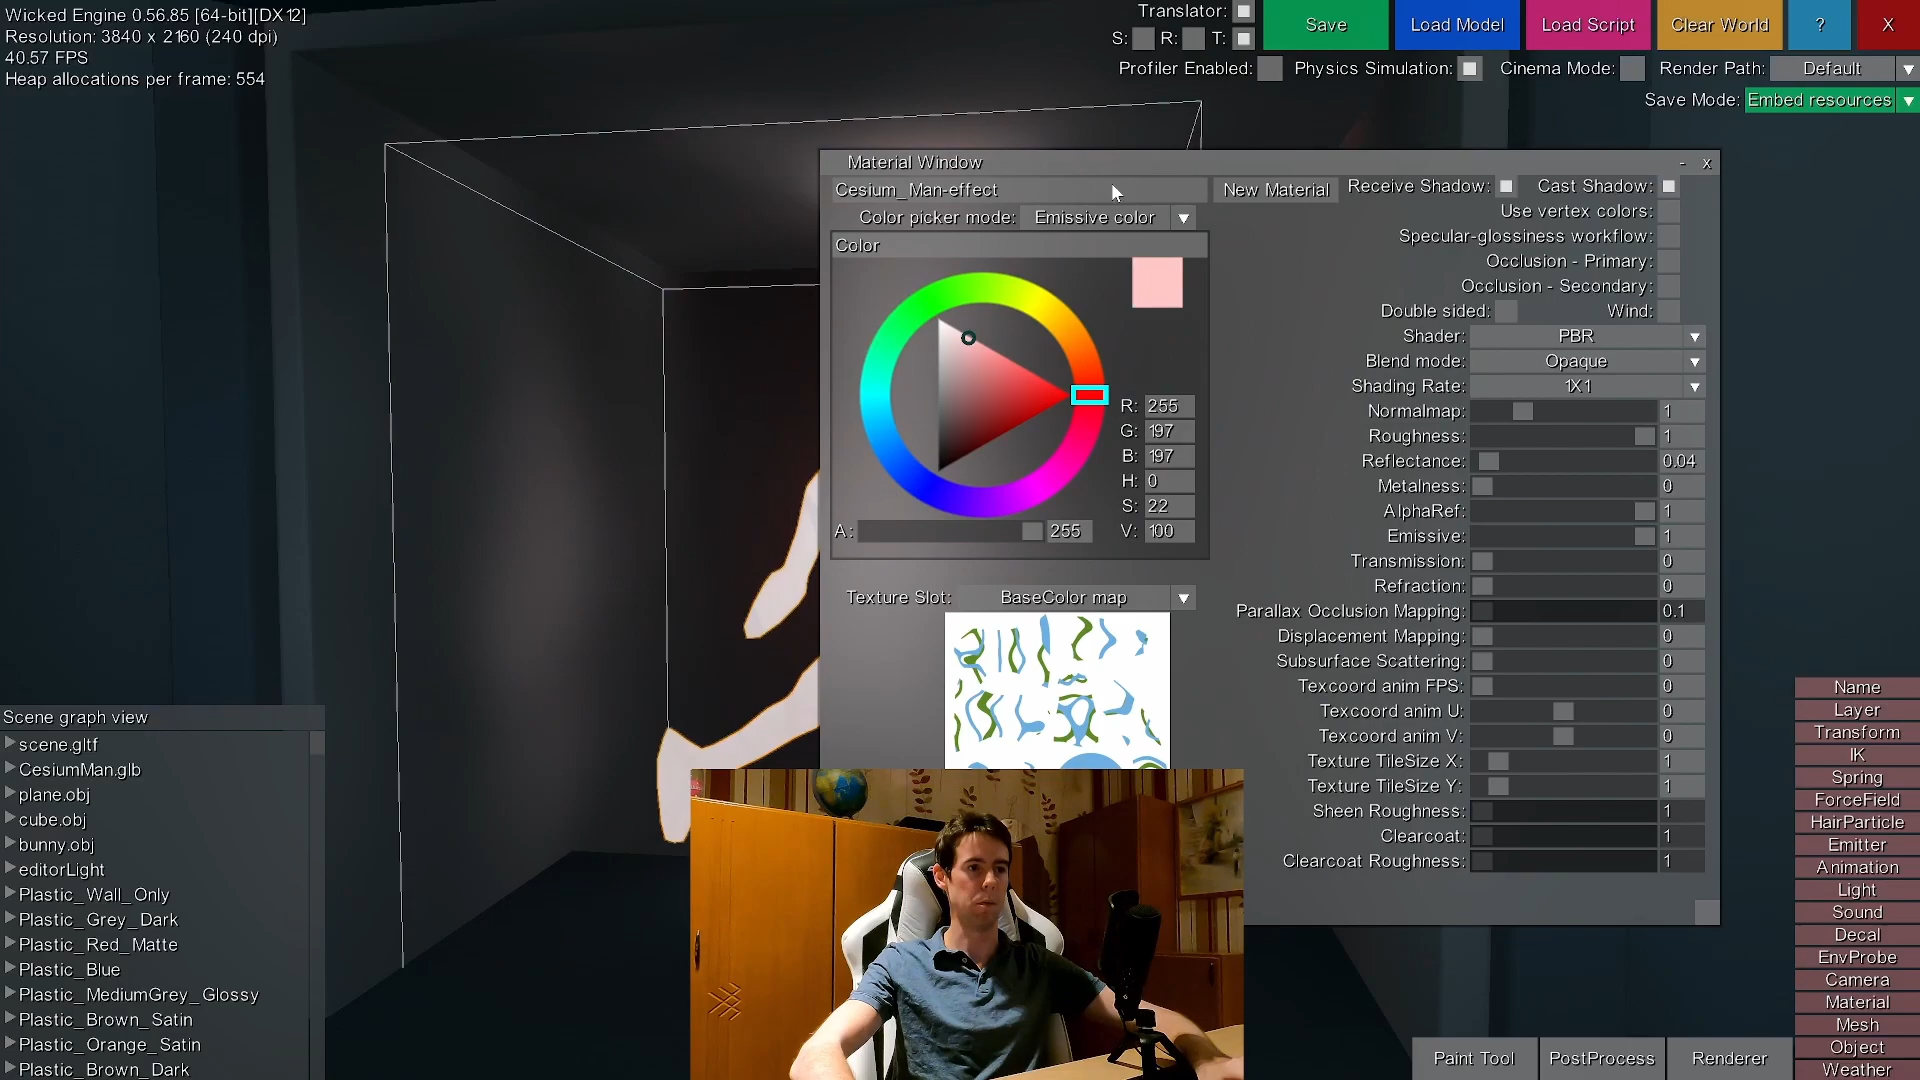 Wicked Engine 0.56.85 [64-bit][DX12]
Resolution: 3840 x 2160 (240 dpi)
40.57 FPS
Heap allocations per frame: 554
Translator:
S: R: T:
Save
Load Model
Load Script
Clear World
?
X
Profiler Enabled: Physics Simulation: Cinema Mode: Render Path: Default
Save Mode: Embed resources
Material Window
- x
Cesium_Man-effect
New Material
Color picker mode: Emissive color
Color
R: 255
G: 197
B: 197
H: 0
S: 22
V: 100
A: 255
Texture Slot: BaseColor map
Receive Shadow: Cast Shadow:
Use vertex colors:
Specular-glossiness workflow:
Occlusion - Primary:
Occlusion - Secondary:
Double sided: Wind:
Shader: PBR
Blend mode: Opaque
Shading Rate: 1X1
Normalmap: 1
Roughness: 1
Reflectance: 0.04
Metalness: 0
AlphaRef: 1
Emissive: 1
Transmission: 0
Refraction: 0
Parallax Occlusion Mapping: 0.1
Displacement Mapping: 0
Subsurface Scattering: 0
Texcoord anim FPS: 0
Texcoord anim U: 0
Texcoord anim V: 0
Texture TileSize X: 1
Texture TileSize Y: 1
Sheen Roughness: 1
Clearcoat: 1
Clearcoat Roughness: 1
Scene graph view
scene.gltf
CesiumMan.glb
plane.obj
cube.obj
bunny.obj
editorLight
Plastic_Wall_Only
Plastic_Grey_Dark
Plastic_Red_Matte
Plastic_Blue
Plastic_MediumGrey_Glossy
Plastic_Brown_Satin
Plastic_Orange_Satin
Plastic_Brown_Dark
Name
Layer
Transform
IK
Spring
ForceField
HairParticle
Emitter
Animation
Light
Sound
Decal
EnvProbe
Camera
Material
Mesh
Object
Weather
Paint Tool
PostProcess
Renderer